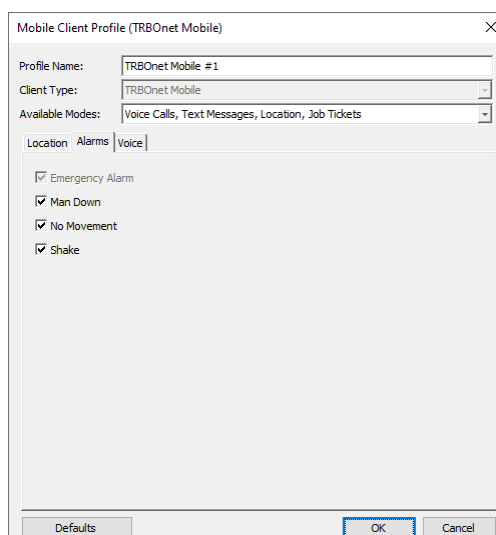 Mobile Client Profile (TRBOnet Mobile)
Profile Name: TRBOnet Mobile #1
Client Type: TRBOnet Mobile
Available Modes: Voice Calls, Text Messages, Location, Job Tickets
Location Alarms Voice
Emergency Alarm
Man Down
No Movement
Shake
Defaults OK Cancel